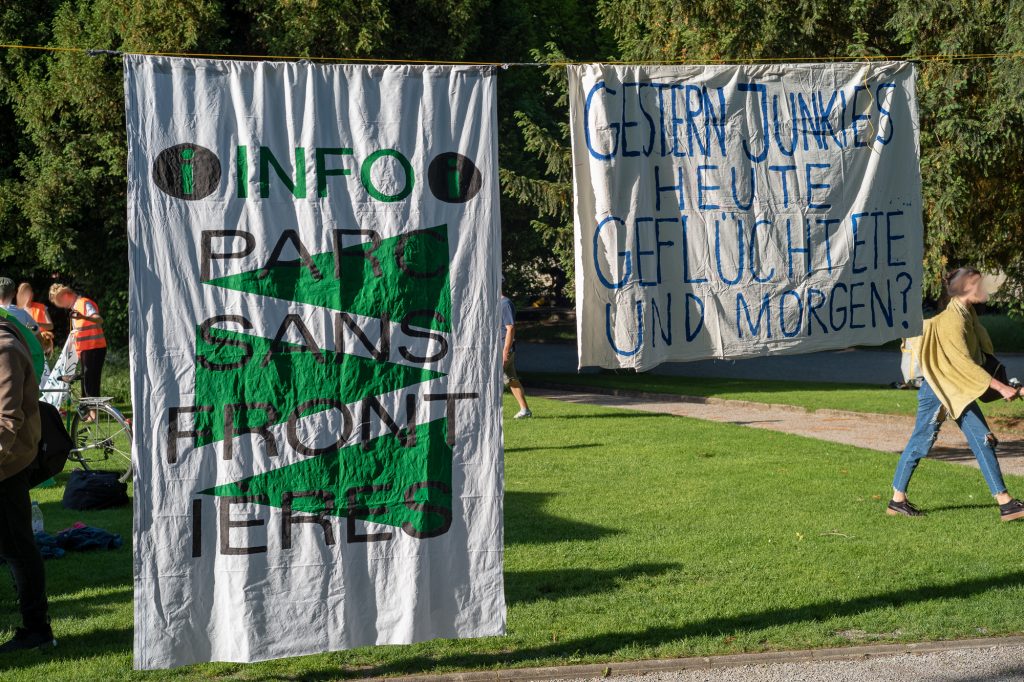 i INFO i
PARC
SANS
FRONT
IÈRES
GESTERN JUNKIES
HEUTE
GEFLÜCHTETE
UND MORGEN?